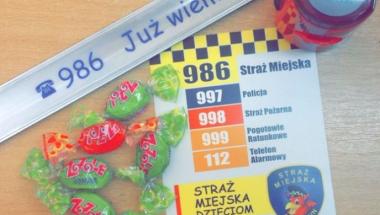 ☎986 Już wiem
986 Straż Miejska
997 Policja
998 Straż Pożarna
999 Pogotowie
Ratunkowe
112 Telefon
Alarmowy
STRAŻ
MIEJSKA
DZIECIOM
STRAŻ
MIEJSKA
ZZZLE